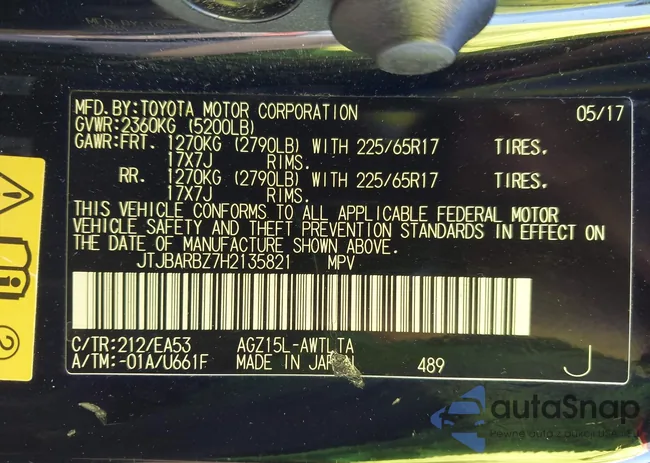 MFD.BY:TOYOTA MOTOR CORPORATION 05/17
GVWR:2360KG (5200LB)
GAWR:FRT. 1270KG (2790LB) WITH 225/65R17 TIRES.
17X7J RIMS.
RR. 1270KG (2790LB) WITH 225/65R17 TIRES.
17X7J RIMS.
THIS VEHICLE CONFORMS TO ALL APPLICABLE FEDERAL MOTOR
VEHICLE SAFETY AND THEFT PREVENTION STANDARDS IN EFFECT ON
THE DATE OF MANUFACTURE SHOWN ABOVE.
JTJBARBZ7H2135821 MPV
C/TR:212/EA53 AGZ15L-AWTLTA
A/TM:-01A/U661F MADE IN JAPAN 489 J
autaSnap